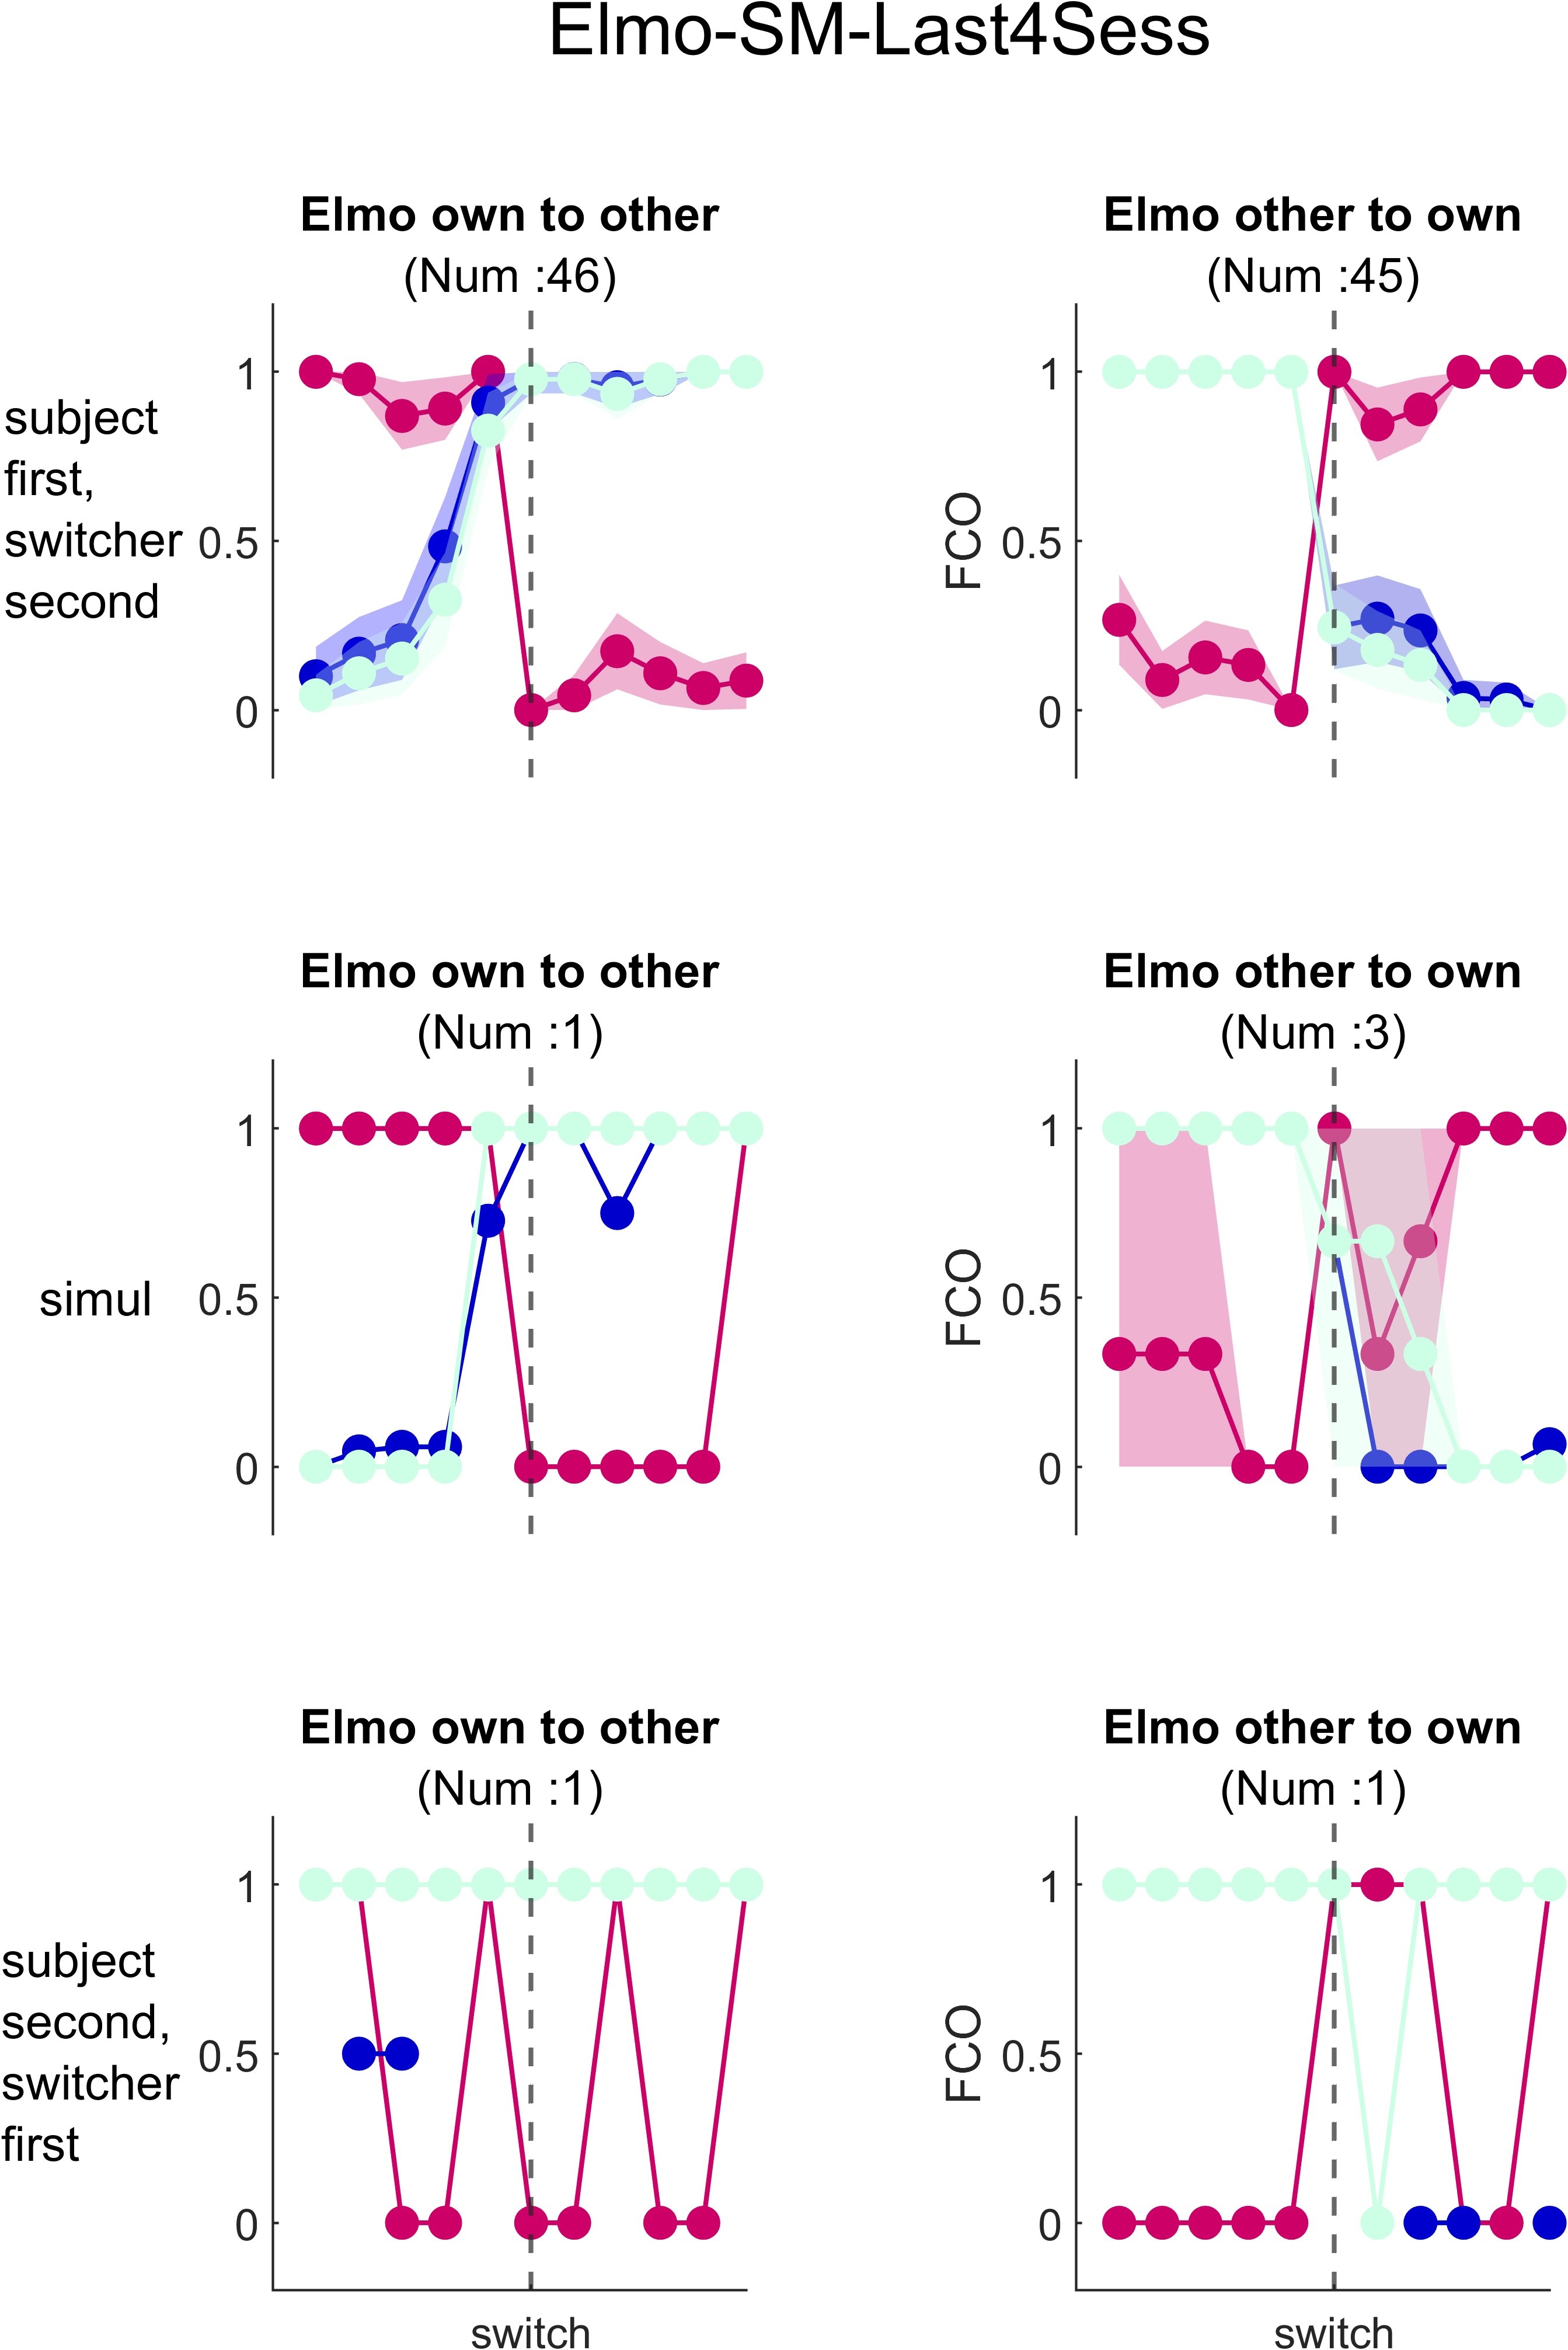 Elmo-SM-Last4Sess
Elmo own to other
(Num :46)
Elmo other to own
(Num :45)
subject
first,
switcher
second
1
0.5
0
FCO
1
0.5
0
Elmo own to other
(Num :1)
Elmo other to own
(Num :3)
simul
1
0.5
0
FCO
1
0.5
0
Elmo own to other
(Num :1)
Elmo other to own
(Num :1)
subject
second,
switcher
first
1
0.5
0
switch
FCO
1
0.5
0
switch